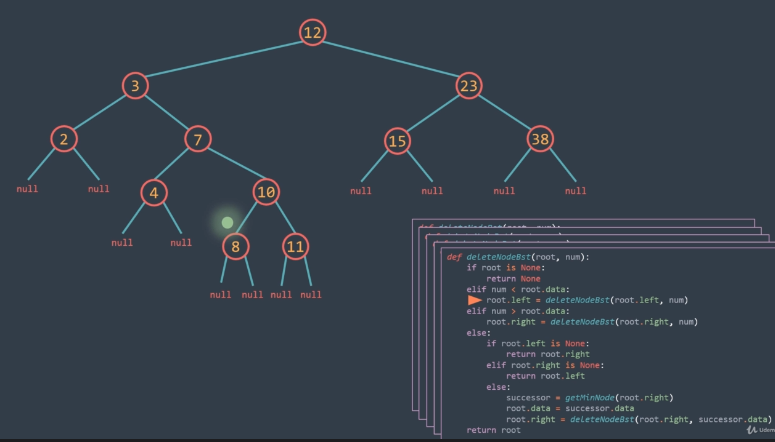 12
3 23
2 7 15 38
null null 4 10 null null null null
null null 8 11
null null null null
def deleteNodeBst(root, num):
if root is None:
return None
elif num < root.data:
root.left = deleteNodeBst(root.left, num)
elif num > root.data:
root.right = deleteNodeBst(root.right, num)
else:
if root.left is None:
return root.right
elif root.right is None:
return root.left
else:
successor = getMinNode(root.right)
root.data = successor.data
root.right = deleteNodeBst(root.right, successor.data)
return root